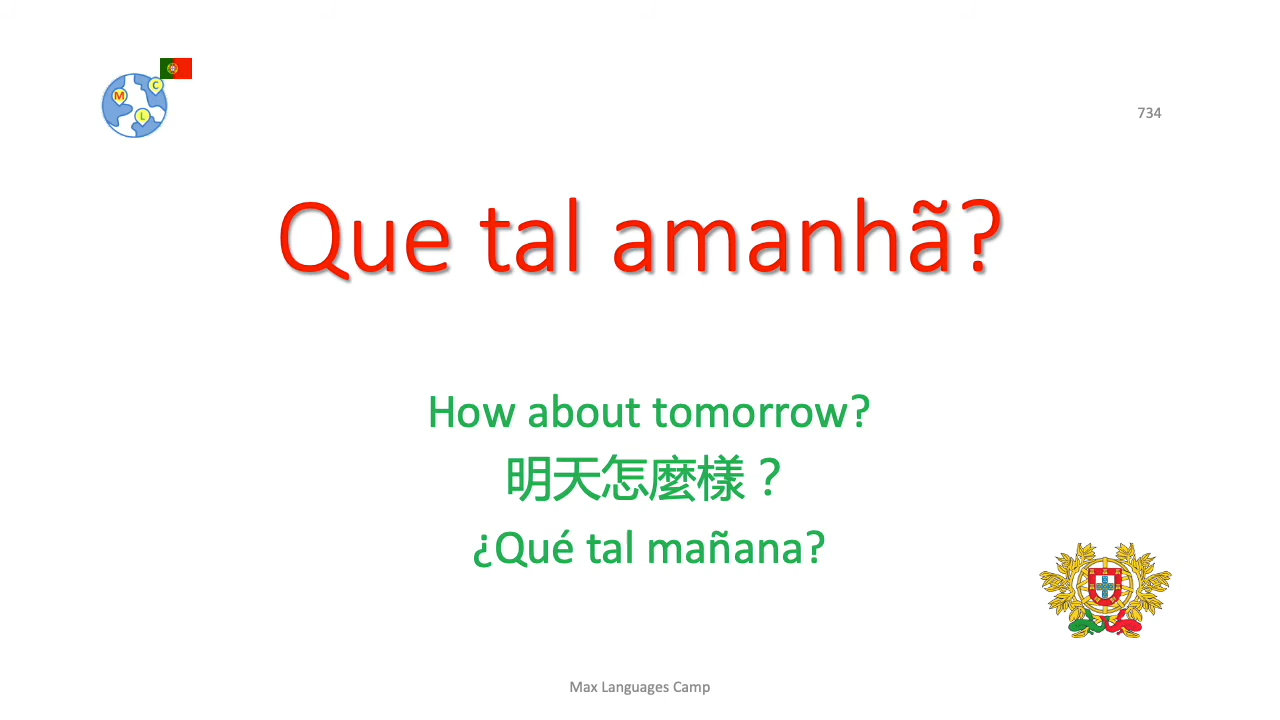 M
C
L
734
Que tal amanhã?
How about tomorrow?
明天怎麼樣？
¿Qué tal mañana?
Max Languages Camp